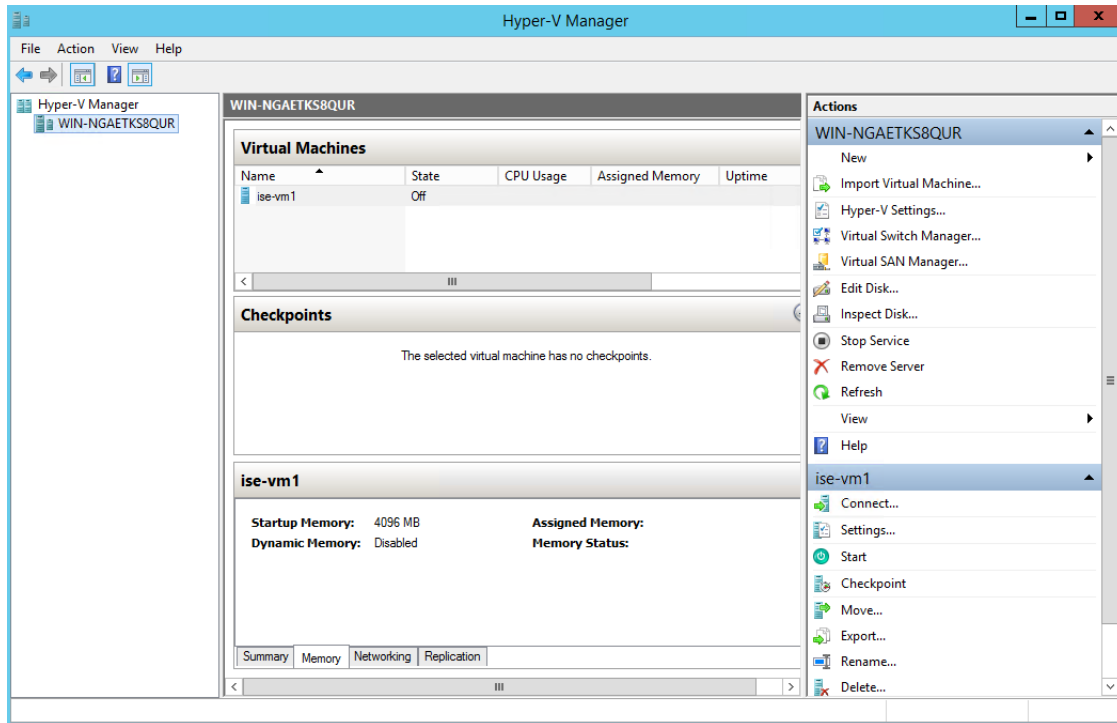 Hyper-V Manager
File Action View Help
Hyper-V Manager
WIN-NGAETKS8QUR
WIN-NGAETKS8QUR
Virtual Machines
Name State CPU Usage Assigned Memory Uptime
ise-vm1 Off
Checkpoints
The selected virtual machine has no checkpoints.
ise-vm1
Startup Memory: 4096 MB Assigned Memory:
Dynamic Memory: Disabled Memory Status:
Summary Memory Networking Replication
Actions
WIN-NGAETKS8QUR
New
Import Virtual Machine...
Hyper-V Settings...
Virtual Switch Manager...
Virtual SAN Manager...
Edit Disk...
Inspect Disk...
Stop Service
Remove Server
Refresh
View
Help
ise-vm1
Connect...
Settings...
Start
Checkpoint
Move...
Export...
Rename...
Delete...